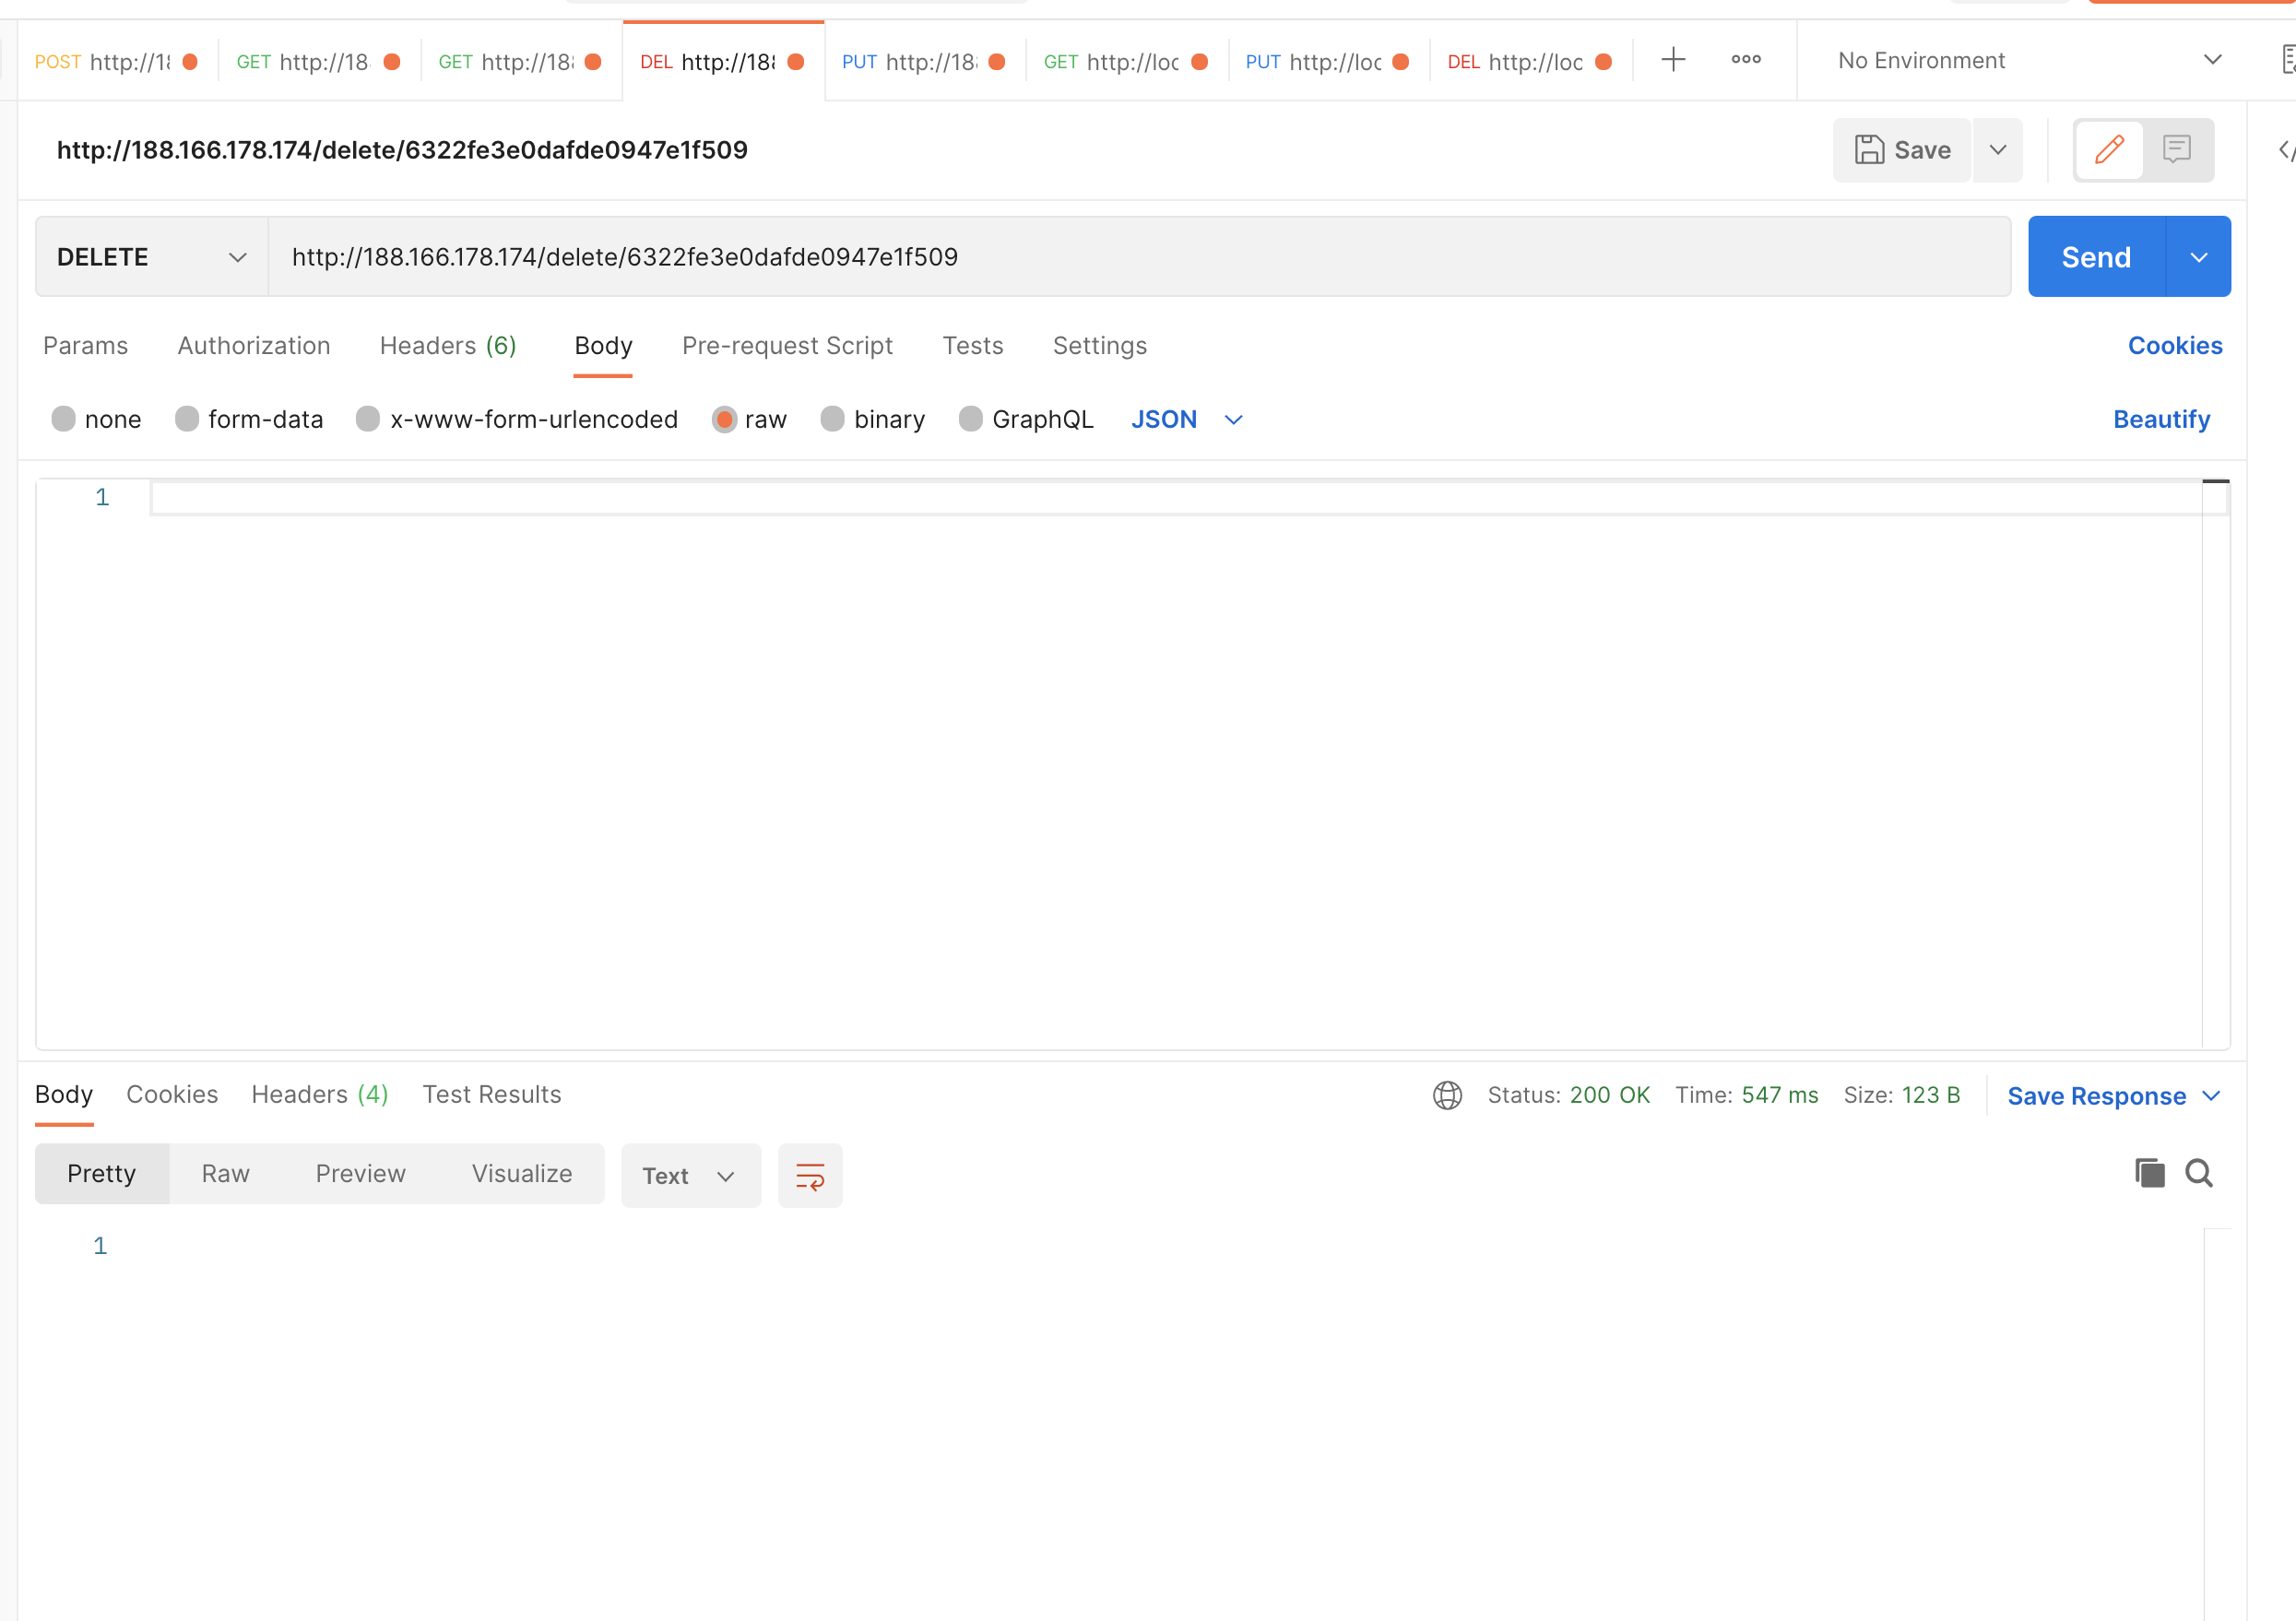 POST http://18 GET http://18 GET http://188 DEL http://188 PUT http://18 GET http://loc PUT http://loc DEL http://loc No Environment
http://188.166.178.174/delete/6322fe3e0dafde0947e1f509 Save
DELETE http://188.166.178.174/delete/6322fe3e0dafde0947e1f509 Send
Params Authorization Headers (6) Body Pre-request Script Tests Settings Cookies
none form-data x-www-form-urlencoded raw binary GraphQL JSON Beautify
1
Body Cookies Headers (4) Test Results Status: 200 OK Time: 547 ms Size: 123 B Save Response
Pretty Raw Preview Visualize Text
1